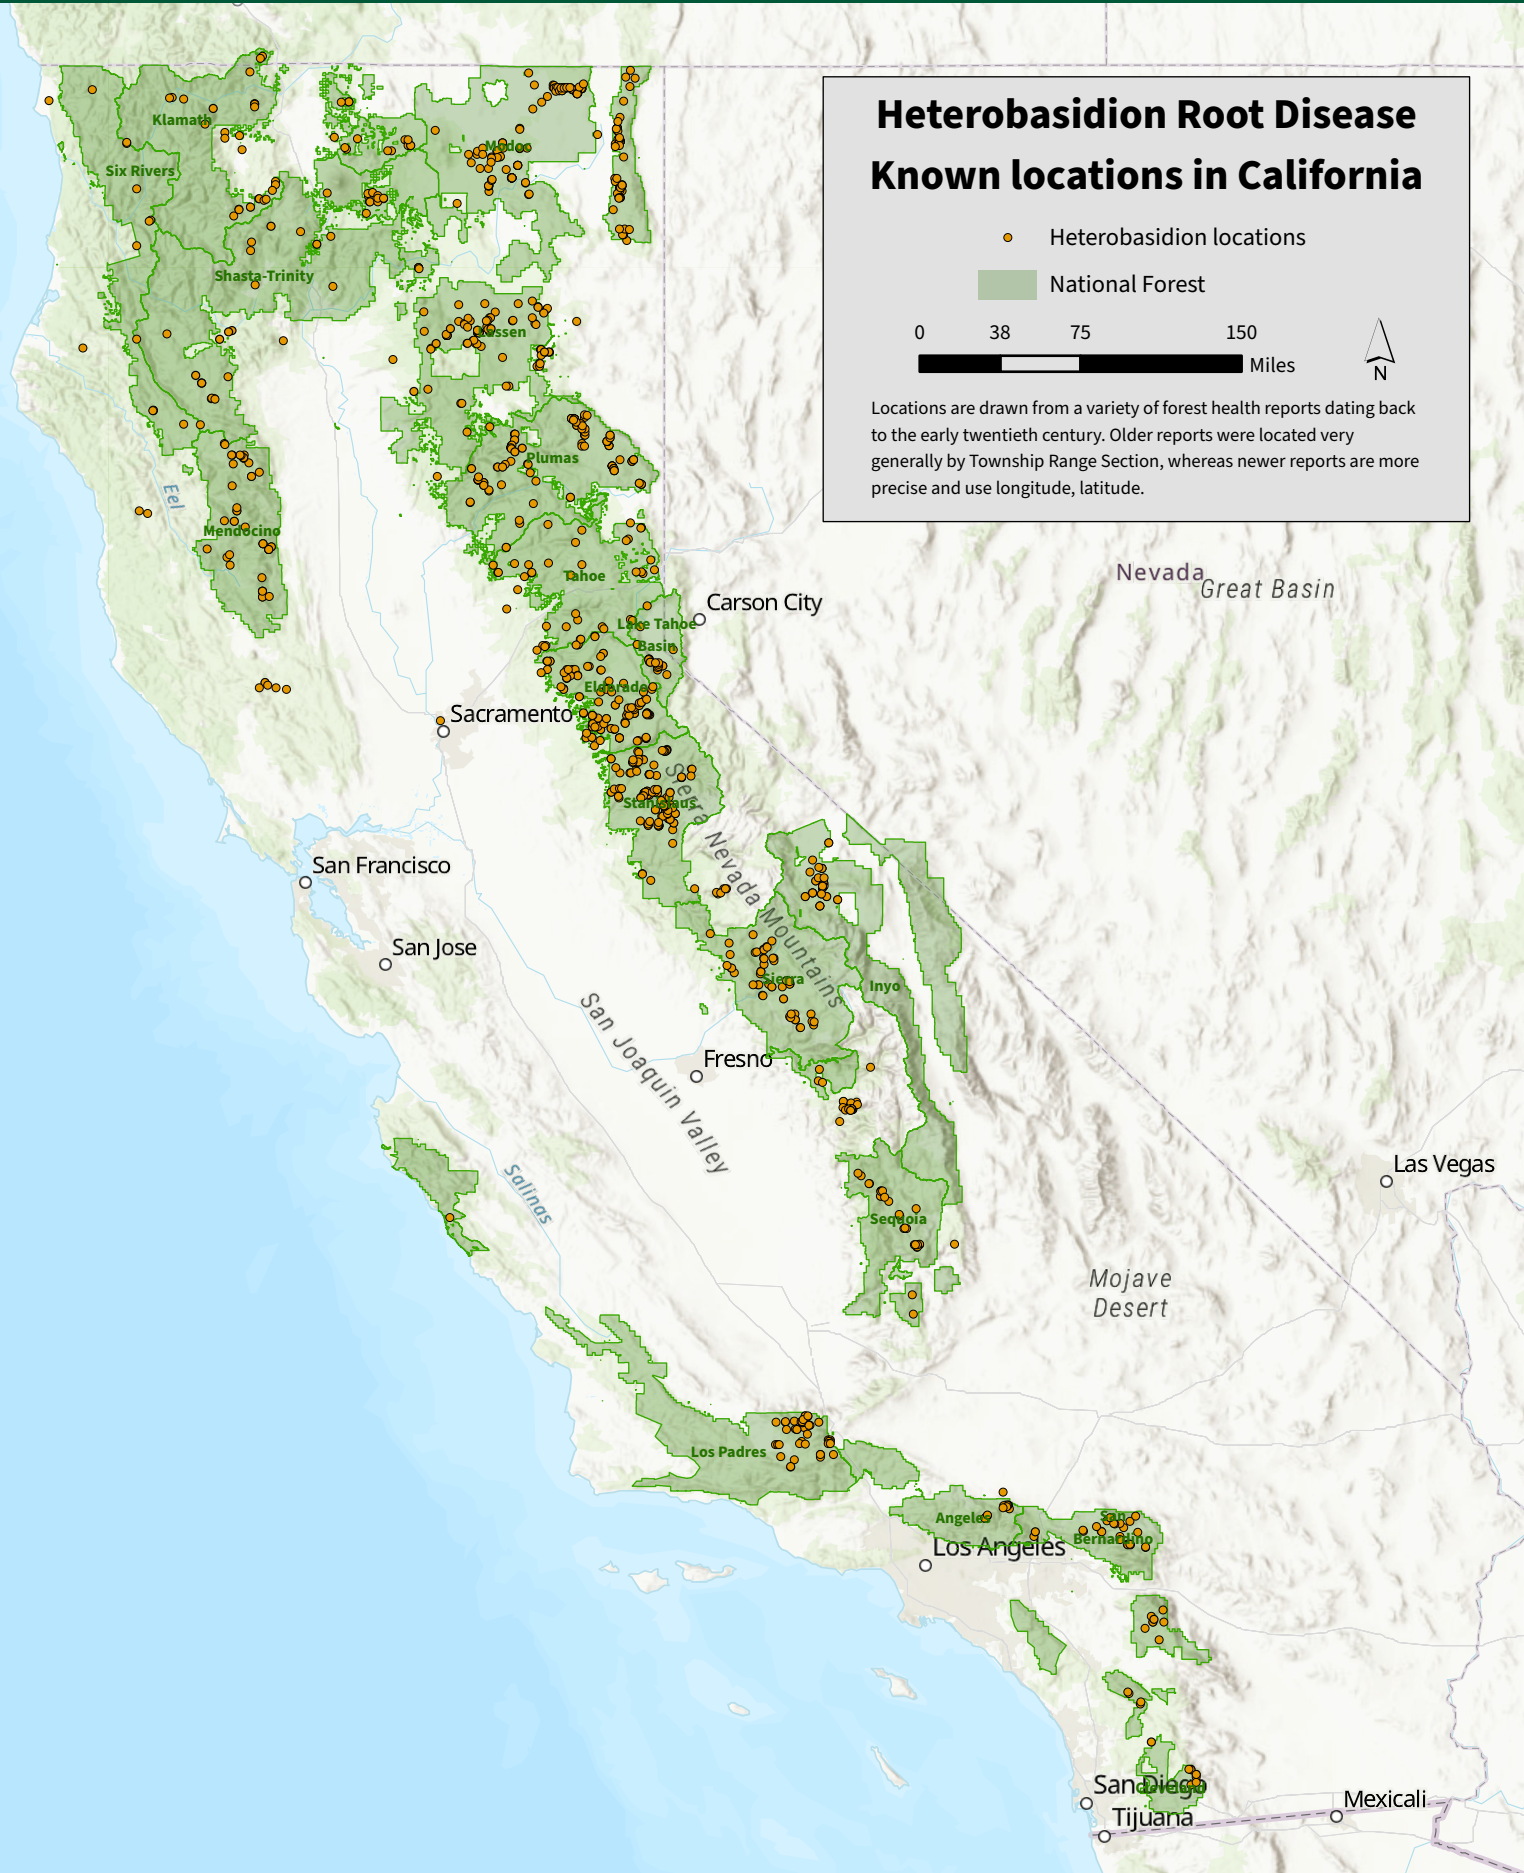 Heterobasidion Root Disease
Known locations in California
Heterobasidion locations
National Forest
0 38 75 150
Miles
N
Locations are drawn from a variety of forest health reports dating back
to the early twentieth century. Older reports were located very
generally by Township Range Section, whereas newer reports are more
precise and use longitude, latitude.
Klamath
Modoc
Six Rivers
Shasta-Trinity
Lassen
Plumas
Eel
Mendocino
Tahoe
Nevada
Great Basin
Carson City
Lake Tahoe
Basin
Eldorado
Sacramento
Stanislaus
Sierra Nevada Mountains
San Francisco
San Jose
Sierra
Inyo
San Joaquin Valley
Fresno
Las Vegas
Salinas
Sequoia
Mojave
Desert
Los Padres
Angeles
San
Bernardino
Los Angeles
San Diego
Cleveland
Tijuana
Mexicali